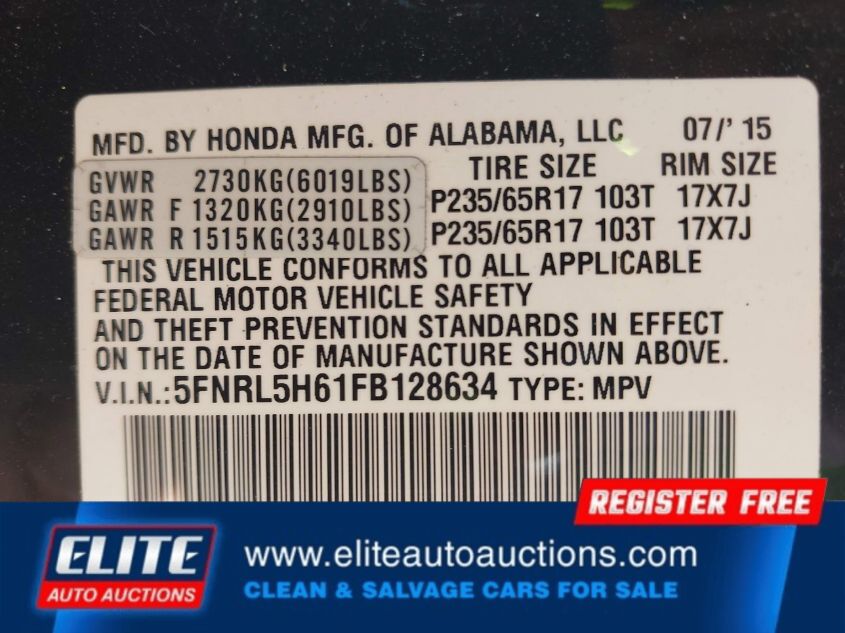 MFD. BY HONDA MFG. OF ALABAMA, LLC 07/'15
TIRE SIZE RIM SIZE
GVWR 2730KG(6019LBS)
GAWR F 1320KG(2910LBS) P235/65R17 103T 17X7J
GAWR R 1515KG(3340LBS) P235/65R17 103T 17X7J
THIS VEHICLE CONFORMS TO ALL APPLICABLE
FEDERAL MOTOR VEHICLE SAFETY
AND THEFT PREVENTION STANDARDS IN EFFECT
ON THE DATE OF MANUFACTURE SHOWN ABOVE.
V.I.N.:5FNRL5H61FB128634 TYPE: MPV
REGISTER FREE
ELITE
AUTO AUCTIONS
www.eliteautoauctions.com
CLEAN & SALVAGE CARS FOR SALE